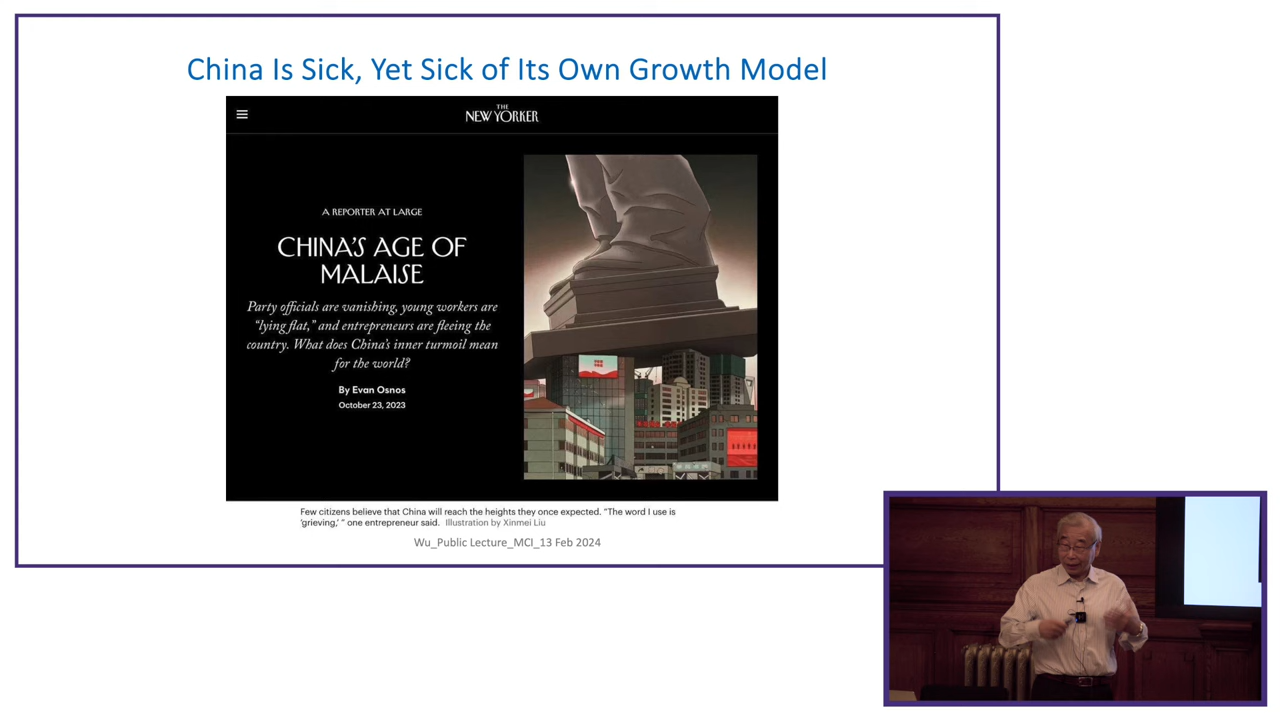 China Is Sick, Yet Sick of Its Own Growth Model
THE
NEW YORKER
A REPORTER AT LARGE
CHINA'S AGE OF
MALAISE
Party officials are vanishing, young workers are
“lying flat,” and entrepreneurs are fleeing the
country. What does China's inner turmoil mean
for the world?
By Evan Osnos
October 23, 2023
Few citizens believe that China will reach the heights they once expected. “The word I use is
‘grieving,’ ” one entrepreneur said. Illustration by Xinmei Liu
Wu_Public Lecture_MCI_13 Feb 2024